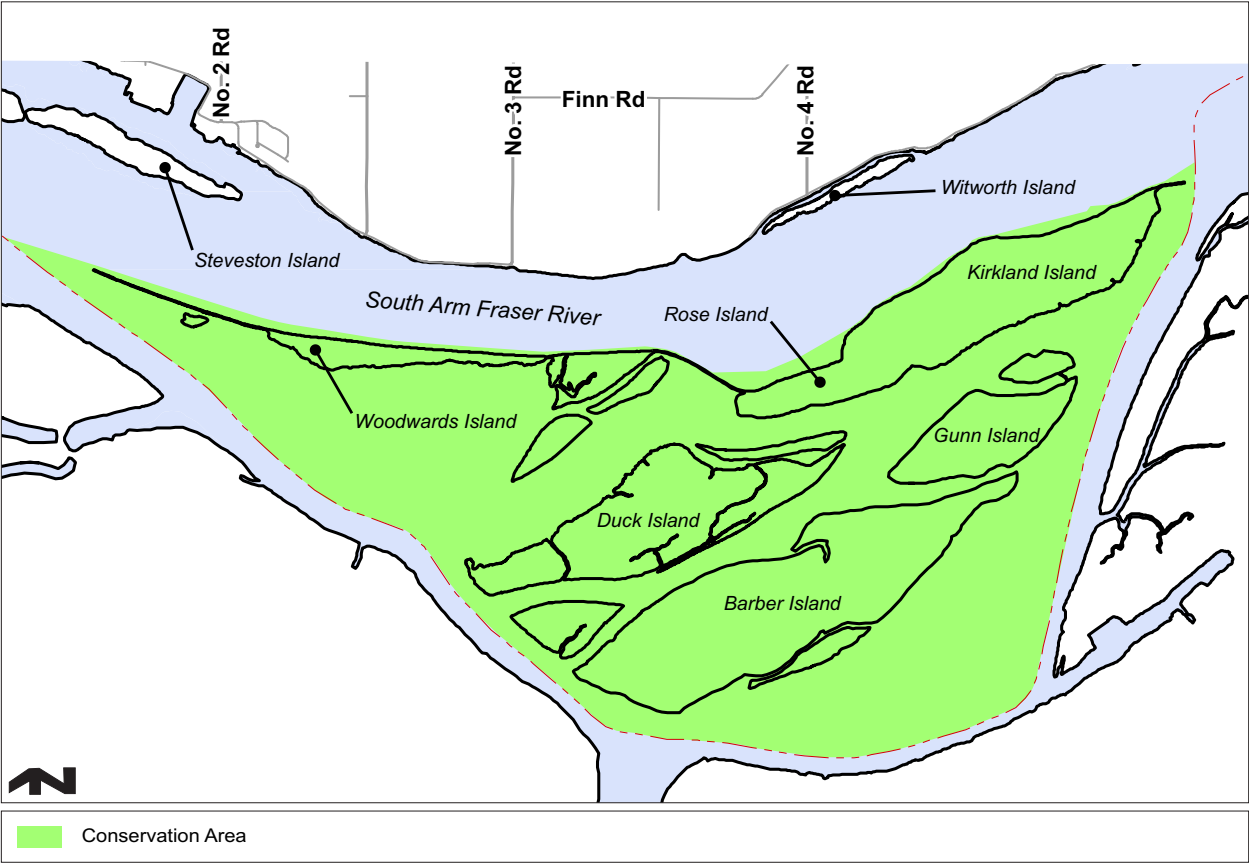 No. 2 Rd
No. 3 Rd
Finn Rd
No. 4 Rd
Witworth Island
Steveston Island
Kirkland Island
South Arm Fraser River
Rose Island
Woodwards Island
Gunn Island
Duck Island
Barber Island
N
Conservation Area